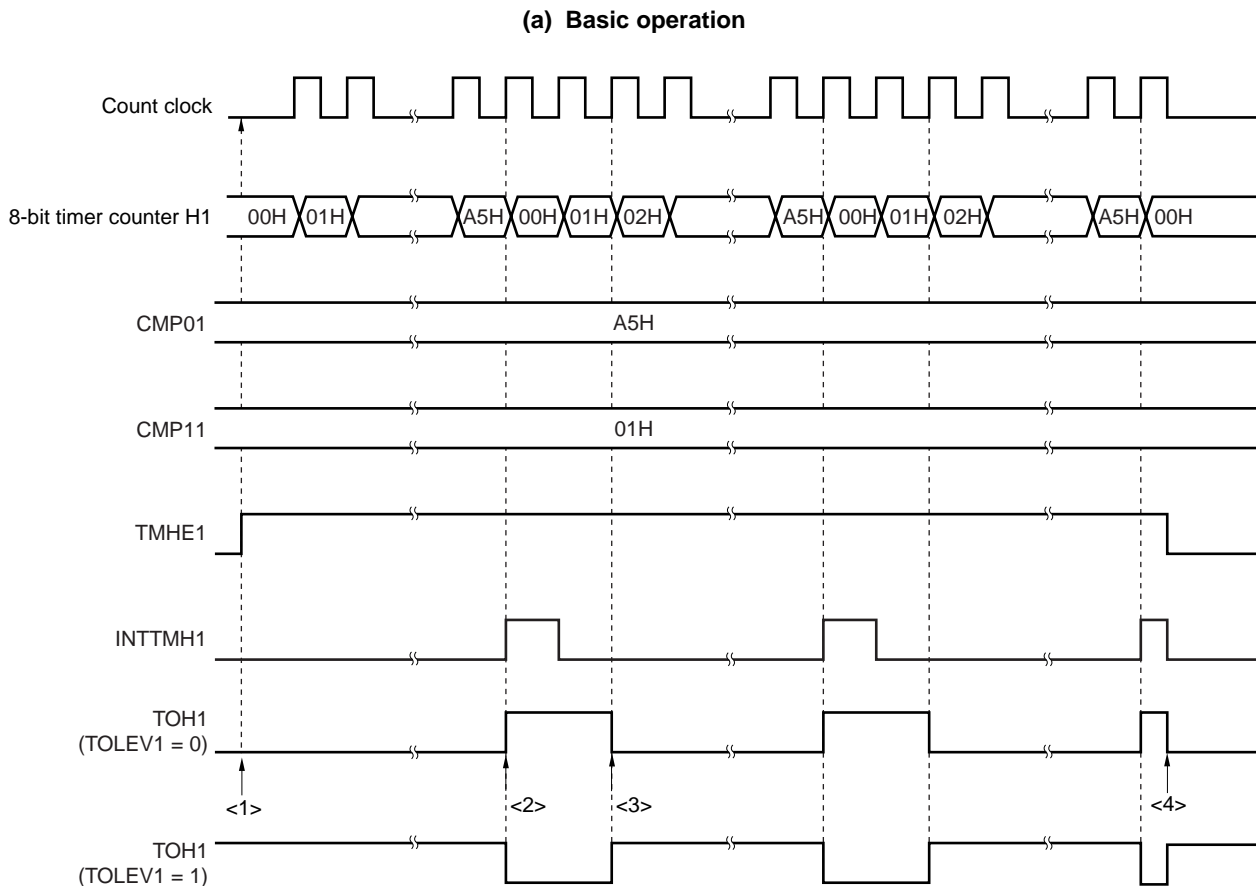 (a) Basic operation
Count clock
8-bit timer counter H1 00H 01H A5H 00H 01H 02H A5H 00H 01H 02H A5H 00H
CMP01 A5H
CMP11 01H
TMHE1
INTTMH1
TOH1
(TOLEV1 = 0)
<1> <2> <3> <4>
TOH1
(TOLEV1 = 1)